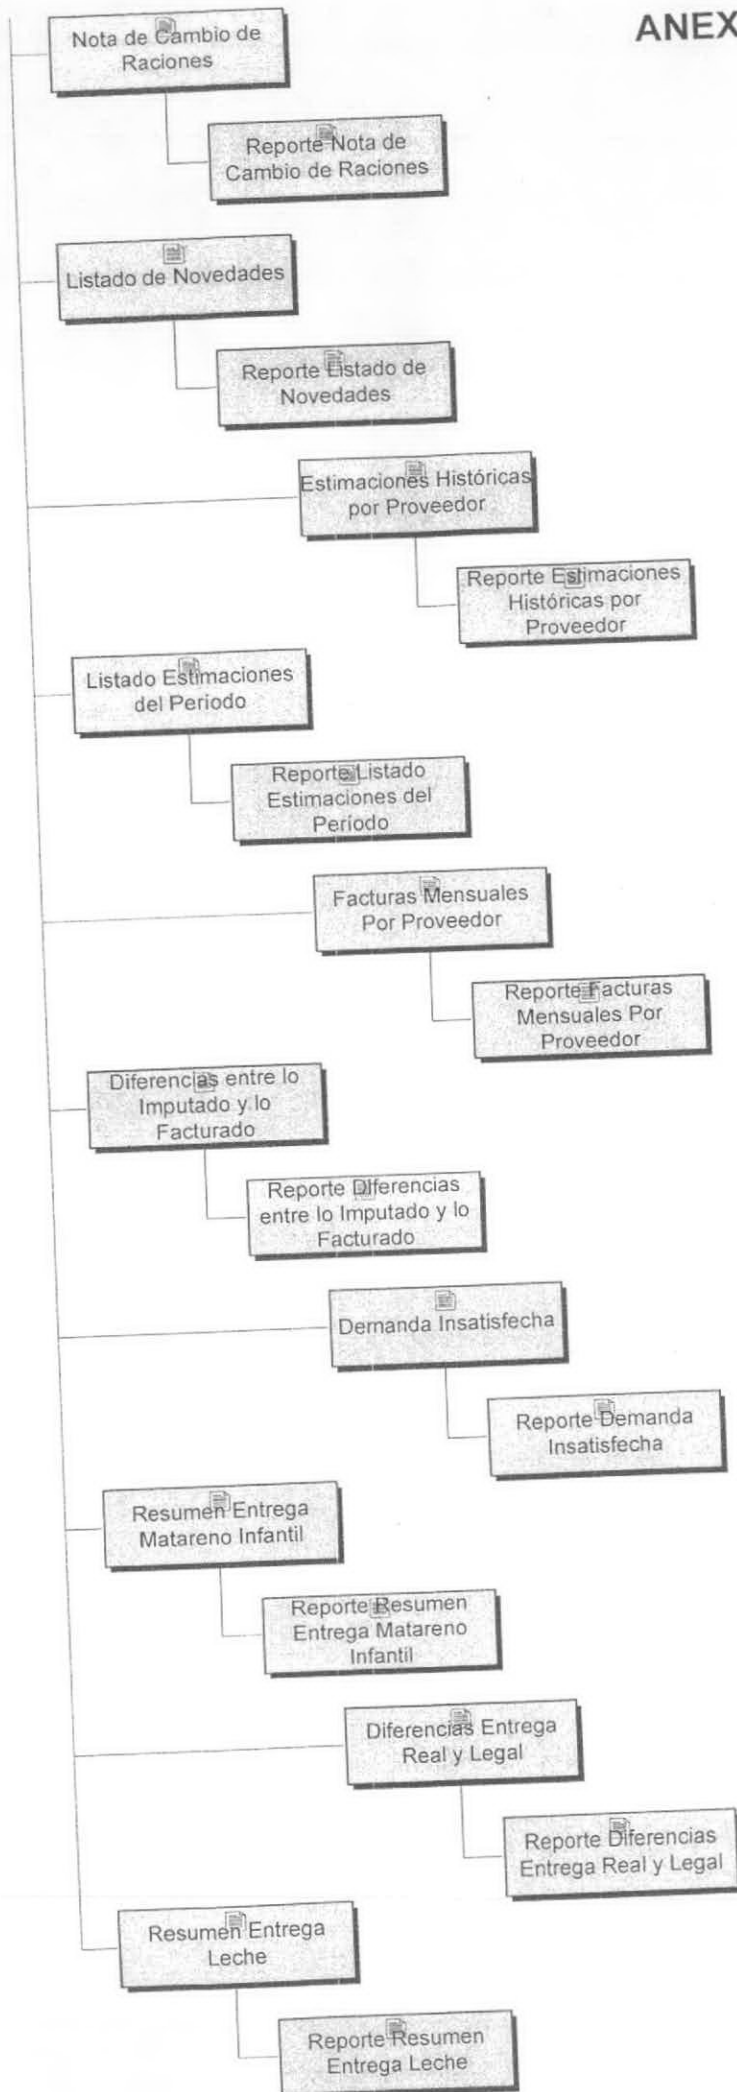 ANEX
Nota de Cambio de
Raciones
Reporte Nota de
Cambio de Raciones
Listado de Novedades
Reporte Listado de
Novedades
Estimaciones Históricas
por Proveedor
Reporte Estimaciones
Históricas por
Proveedor
Listado Estimaciones
del Periodo
Reporte Listado
Estimaciones del
Periodo
Facturas Mensuales
Por Proveedor
Reporte Facturas
Mensuales Por
Proveedor
Diferencias entre lo
Imputado y lo
Facturado
Reporte Diferencias
entre lo Imputado y lo
Facturado
Demanda Insatisfecha
Reporte Demanda
Insatisfecha
Resumen Entrega
Matareno Infantil
Reporte Resumen
Entrega Matareno
Infantil
Diferencias Entrega
Real y Legal
Reporte Diferencias
Entrega Real y Legal
Resumen Entrega
Leche
Reporte Resumen
Entrega Leche